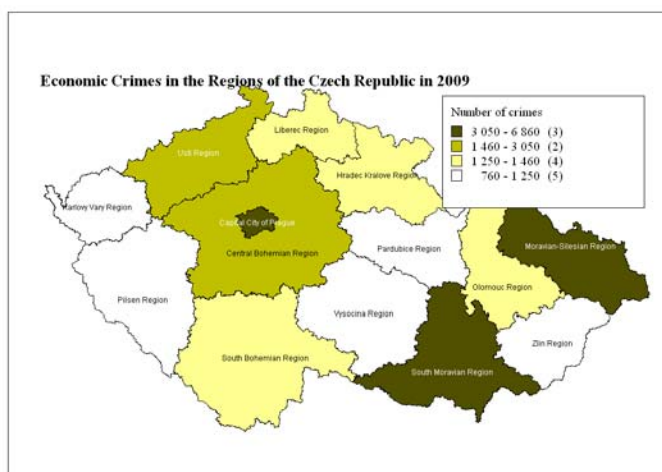 Economic Crimes in the Regions of the Czech Republic in 2009
Number of crimes
3 050 - 6 860 (3)
1 460 - 3 050 (2)
1 250 - 1 460 (4)
760 - 1 250 (5)
Liberec Region
Usti Region
Hradec Kralove Region
Karlovy Vary Region
Capital City of Prague
Central Bohemian Region
Pardubice Region
Moravian-Silesian Region
Olomouc Region
Pilsen Region
Vysocina Region
Zlin Region
South Bohemian Region
South Moravian Region